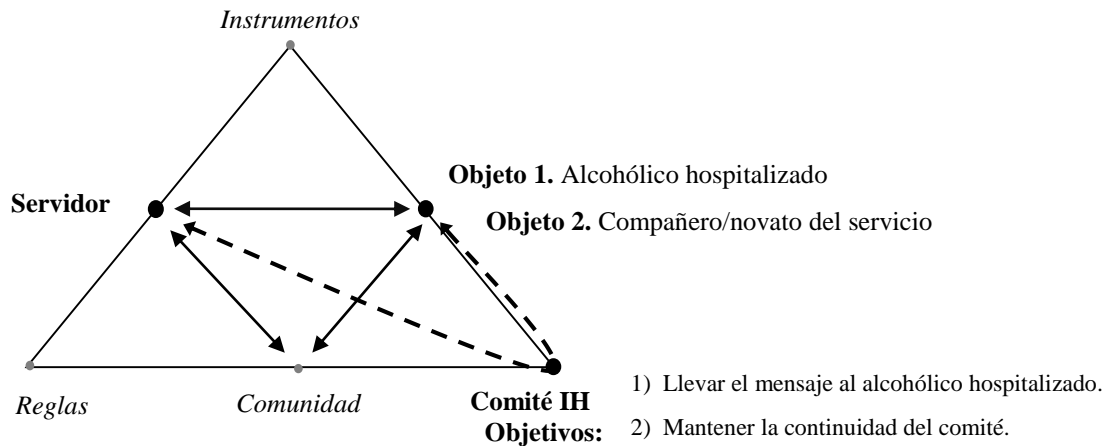 Instrumentos
Objeto 1. Alcohólico hospitalizado
Servidor
Objeto 2. Compañero/novato del servicio
Reglas
Comunidad
Comité IH
Objetivos:
1) Llevar el mensaje al alcohólico hospitalizado.
2) Mantener la continuidad del comité.